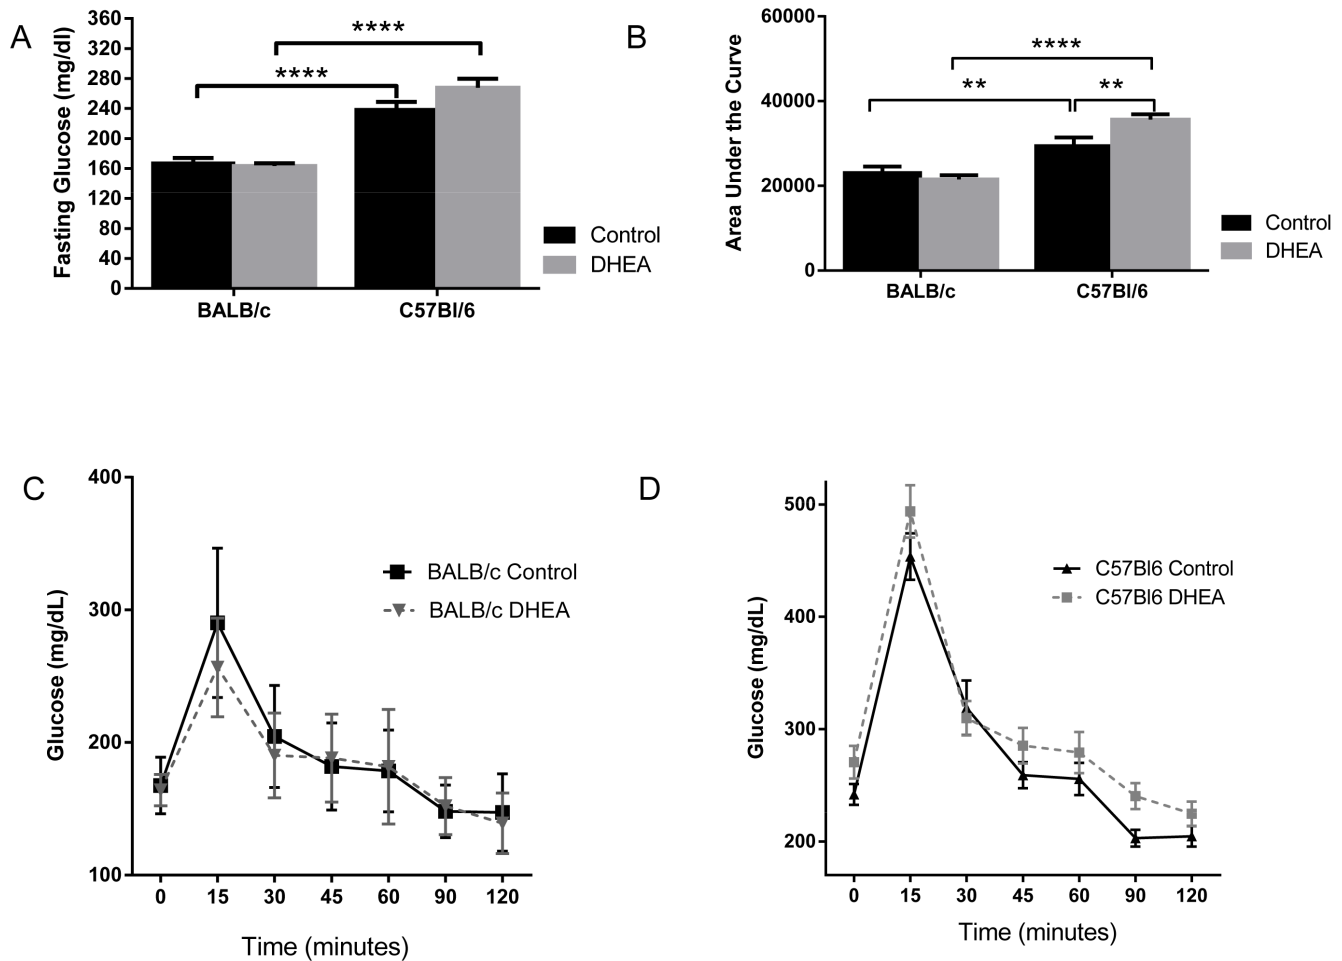 A
Fasting Glucose (mg/dl)
360
320
280
240
200
160
120
80
40
0
****
****
BALB/c
C57Bl/6
Control
DHEA
B
Area Under the Curve
60000
40000
20000
0
****
**
**
BALB/c
C57Bl/6
Control
DHEA
C
Glucose (mg/dL)
400
300
200
100
BALB/c Control
BALB/c DHEA
0 15 30 45 60 90 120
Time (minutes)
D
Glucose (mg/dL)
500
400
300
200
C57Bl6 Control
C57Bl6 DHEA
0 15 30 45 60 90 120
Time (minutes)